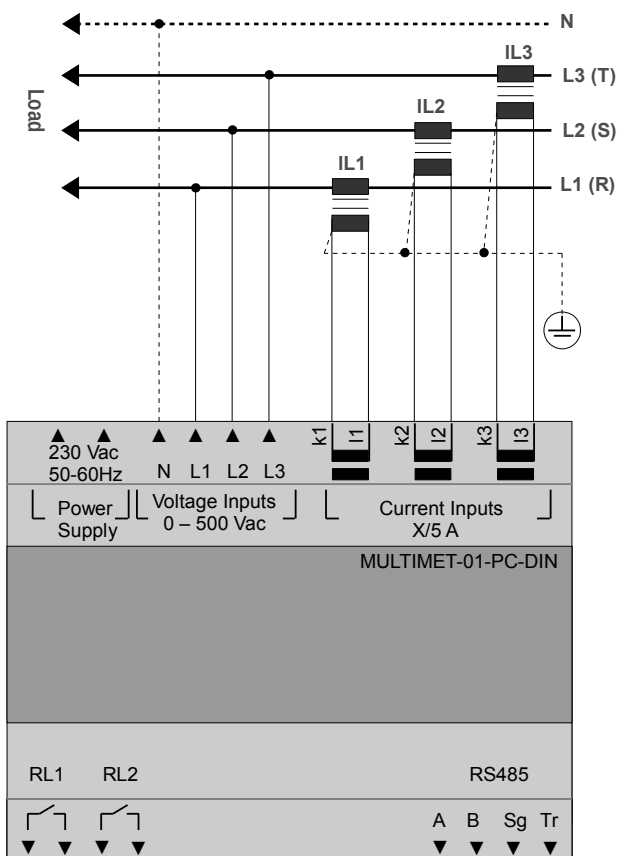 N
IL3
L3 (T)
Load
IL2
L2 (S)
IL1
L1 (R)
k1 l1 k2 l2 k3 l3
230 Vac
50-60Hz N L1 L2 L3
Power Supply
Voltage Inputs
0 – 500 Vac
Current Inputs
X/5 A
MULTIMET-01-PC-DIN
RL1 RL2 RS485
A B Sg Tr